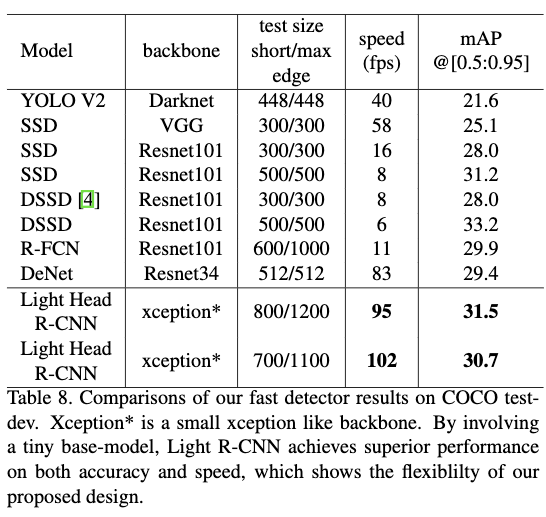 Model backbone test size short/max edge speed (fps) mAP @[0.5:0.95]
YOLO V2 Darknet 448/448 40 21.6
SSD VGG 300/300 58 25.1
SSD Resnet101 300/300 16 28.0
SSD Resnet101 500/500 8 31.2
DSSD [4] Resnet101 300/300 8 28.0
DSSD Resnet101 500/500 6 33.2
R-FCN Resnet101 600/1000 11 29.9
DeNet Resnet34 512/512 83 29.4
Light Head R-CNN xception* 800/1200 95 31.5
Light Head R-CNN xception* 700/1100 102 30.7
Table 8. Comparisons of our fast detector results on COCO test-
dev. Xception* is a small xception like backbone. By involving
a tiny base-model, Light R-CNN achieves superior performance
on both accuracy and speed, which shows the flexiblilty of our
proposed design.